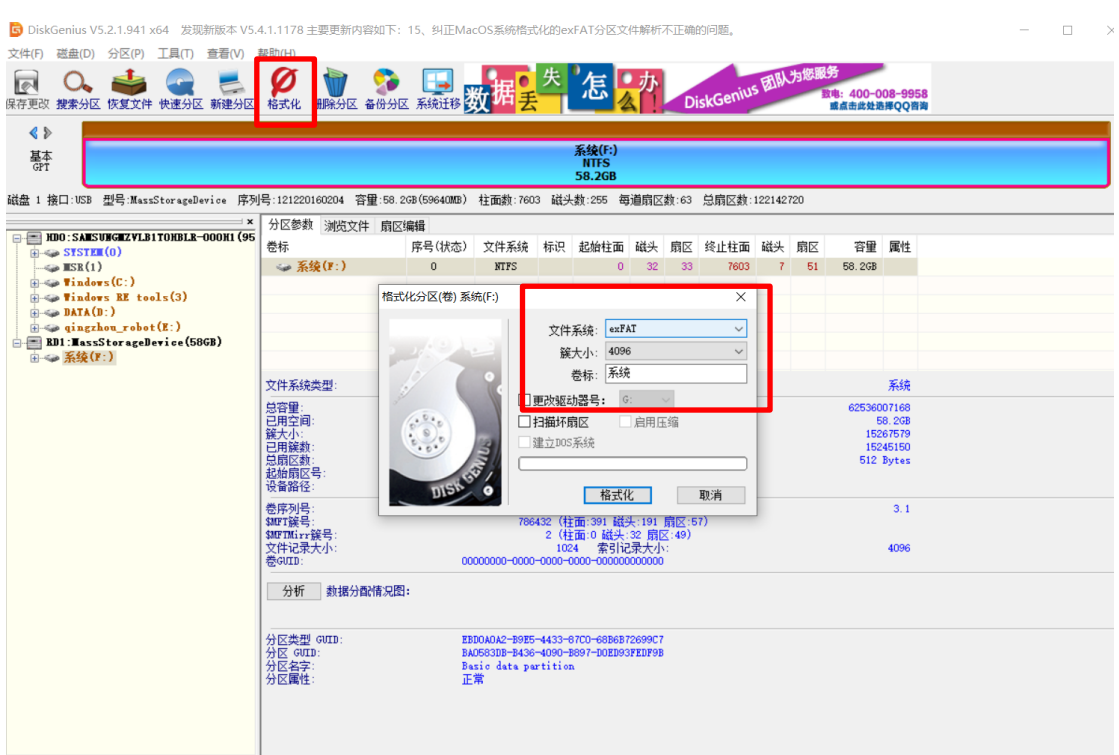 DiskGenius V5.2.1.941 x64 发现新版本 V5.4.1.1178 主要更新内容如下：15、纠正MacOS系统格式化的exFAT分区文件解析不正确的问题。
文件(F) 磁盘(D) 分区(P) 工具(T) 查看(V) 帮助(H)
保存更改 搜索分区 恢复文件 快速分区 新建分区 格式化 删除分区 备份分区 系统迁移
数据丢失怎么办!
DiskGenius 团队为您服务
致电: 400-008-9958
或点击此处选择QQ咨询
基本
GPT
系统(F:)
NTFS
58.2GB
磁盘 1 接口:USB 型号:MassStorageDevice 序列号:121220160204 容量:58.2GB(59640MB) 柱面数:7603 磁头数:255 每道扇区数:63 总扇区数:122142720
HD0:SAMSUNGMZVLB1T0HBLR-000H1(95
SYSTEM(0)
MSR(1)
Windows(C:)
Windows RE tools(3)
DATA(D:)
qingzhou_robot(E:)
RD1:MassStorageDevice(58GB)
系统(F:)
分区参数 浏览文件 扇区编辑
卷标 序号(状态) 文件系统 标识 起始柱面 磁头 扇区 终止柱面 磁头 扇区 容量 属性
系统(F:) 0 NTFS 0 32 33 7603 7 51 58.2GB
格式化分区(卷) 系统(F:)
文件系统: exFAT
簇大小: 4096
卷标: 系统
更改驱动器号: G:
扫描坏扇区 启用压缩
建立DOS系统
DISK GENIUS
格式化 取消
文件系统类型: 系统
总容量: 62536007168
已用空间: 58.2GB
簇大小: 15267579
已用簇数: 15245150
总扇区数: 512 Bytes
起始扇区号:
设备路径:
卷序列号: 3.1
$MFT簇号: 786432 (柱面:391 磁头:191 扇区:57)
$MFTMirr簇号: 2 (柱面:0 磁头:32 扇区:49)
文件记录大小: 1024 索引记录大小: 4096
卷GUID: 00000000-0000-0000-0000-000000000000
分析 数据分配情况图:
分区类型 GUID: EBD0A0A2-B9E5-4433-87C0-68B6B72699C7
分区 GUID: BA0583DB-B436-4090-B897-D0ED93FEDF9B
分区名字: Basic data partition
分区属性: 正常